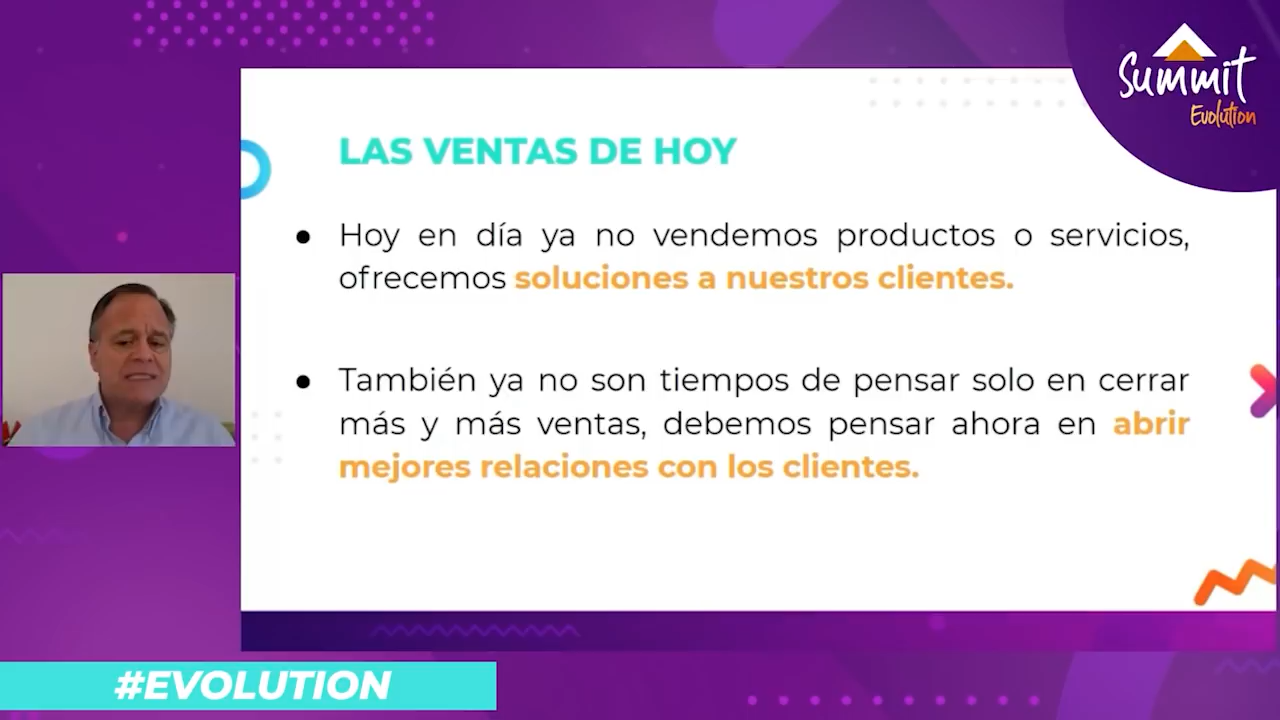 Summit
Evolution
LAS VENTAS DE HOY
● Hoy en día ya no vendemos productos o servicios,
ofrecemos soluciones a nuestros clientes.
● También ya no son tiempos de pensar solo en cerrar
más y más ventas, debemos pensar ahora en abrir
mejores relaciones con los clientes.
#EVOLUTION